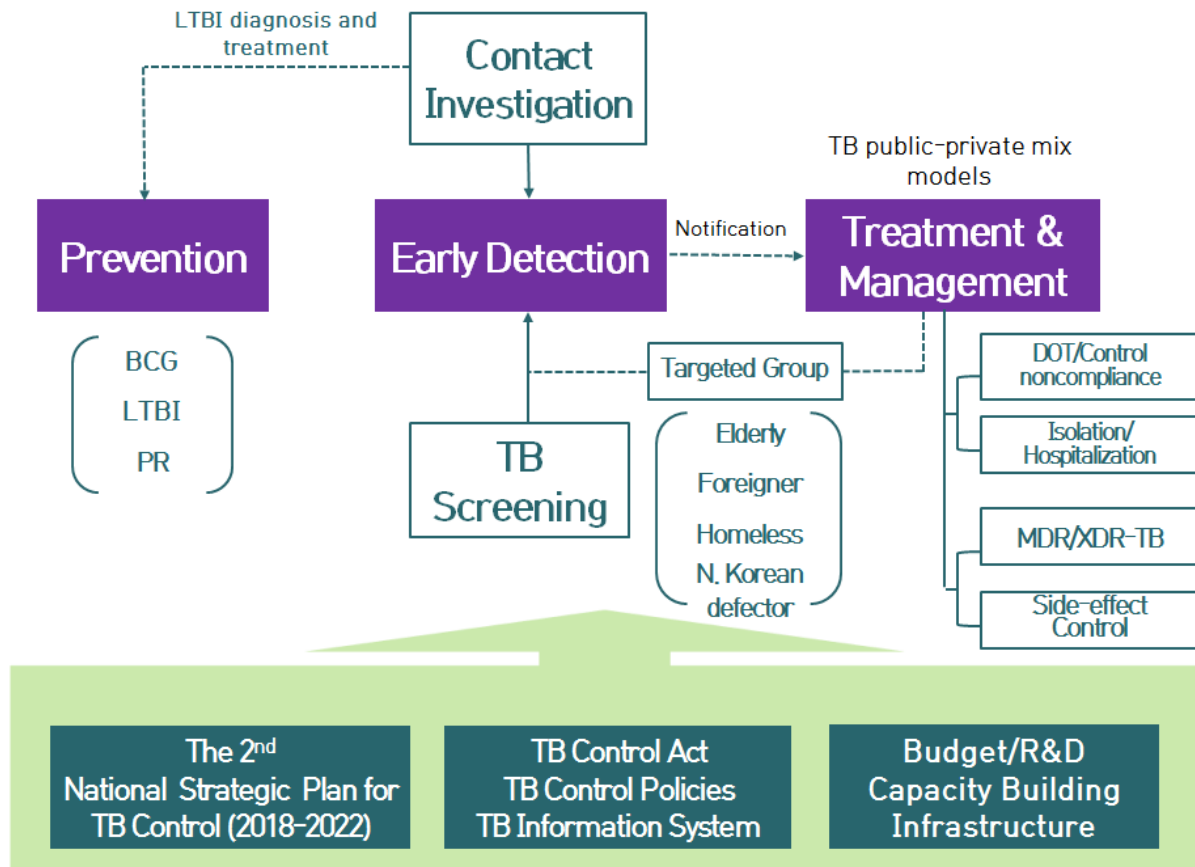 LTBI diagnosis and
treatment
Contact
Investigation
TB public-private mix
models
Prevention
Early Detection
Notification
Treatment &
Management
BCG
LTBI
PR
TB
Screening
Targeted Group
Elderly
Foreigner
Homeless
N. Korean
defector
DOT/Control
noncompliance
Isolation/
Hospitalization
MDR/XDR-TB
Side-effect
Control
The 2nd
National Strategic Plan for
TB Control (2018-2022)
TB Control Act
TB Control Policies
TB Information System
Budget/R&D
Capacity Building
Infrastructure